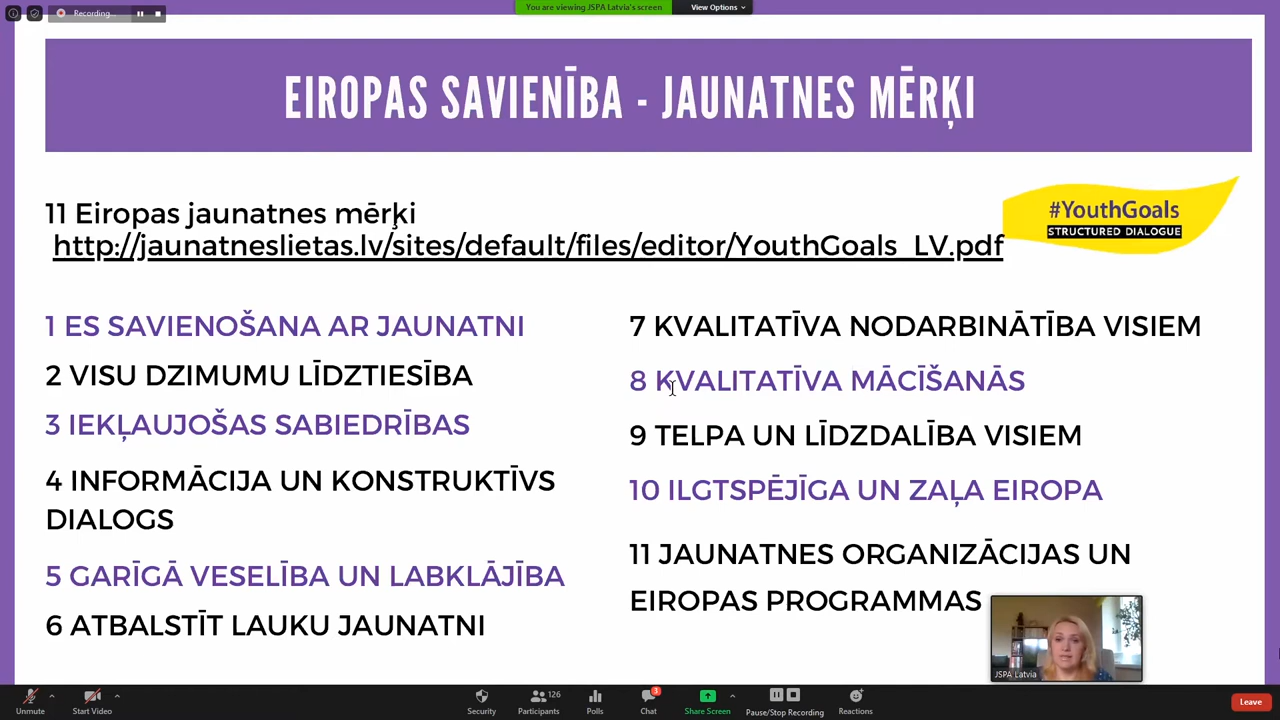 Recording...
You are viewing JSPA Latvia's screen
View Options
EIROPAS SAVIENĪBA - JAUNATNES MĒRĶI
11 Eiropas jaunatnes mērķi
http://jaunatneslietas.lv/sites/default/files/editor/YouthGoals_LV.pdf
#YouthGoals
STRUCTURED DIALOGUE
1 ES SAVIENOŠANA AR JAUNATNI
2 VISU DZIMUMU LĪDZTIESĪBA
3 IEKĻAUJOŠAS SABIEDRĪBAS
4 INFORMĀCIJA UN KONSTRUKTĪVS
DIALOGS
5 GARĪGĀ VESELĪBA UN LABKLĀJĪBA
6 ATBALSTĪT LAUKU JAUNATNI
7 KVALITATĪVA NODARBINĀTĪBA VISIEM
8 KVALITATĪVA MĀCĪŠANĀS
9 TELPA UN LĪDZDALĪBA VISIEM
10 ILGTSPĒJĪGA UN ZAĻA EIROPA
11 JAUNATNES ORGANIZĀCIJAS UN
EIROPAS PROGRAMMAS
JSPA Latvia
Unmute
Start Video
Security
Participants 126
Polls
Chat 3
Share Screen
Pause/Stop Recording
Reactions
Leave